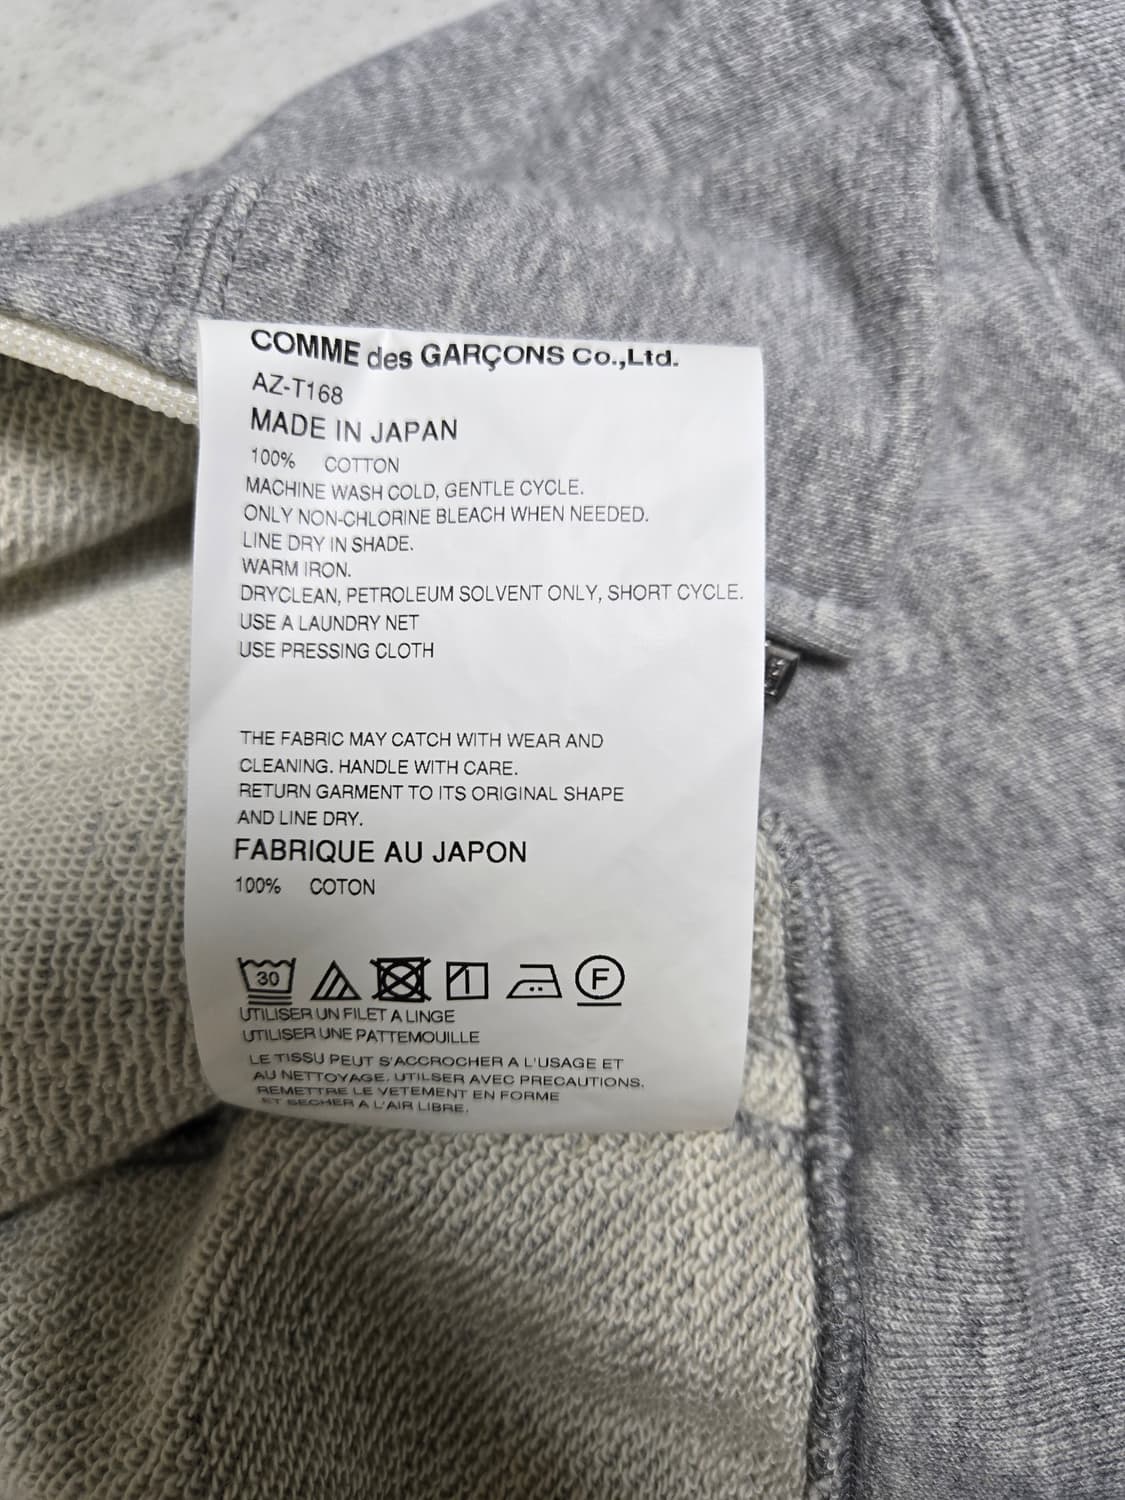 COMME des GARÇONS Co.,Ltd.
AZ-T168
MADE IN JAPAN
100% COTTON
MACHINE WASH COLD, GENTLE CYCLE.
ONLY NON-CHLORINE BLEACH WHEN NEEDED.
LINE DRY IN SHADE.
WARM IRON.
DRYCLEAN, PETROLEUM SOLVENT ONLY, SHORT CYCLE.
USE A LAUNDRY NET
USE PRESSING CLOTH
THE FABRIC MAY CATCH WITH WEAR AND
CLEANING. HANDLE WITH CARE.
RETURN GARMENT TO ITS ORIGINAL SHAPE
AND LINE DRY.
FABRIQUE AU JAPON
100% COTON
30 F
UTILISER UN FILET A LINGE
UTILISER UNE PATTEMOUILLE
LE TISSU PEUT S'ACCROCHER A L'USAGE ET
AU NETTOYAGE. UTILSER AVEC PRECAUTIONS.
REMETTRE LE VETEMENT EN FORME
ET SECHER A L'AIR LIBRE.